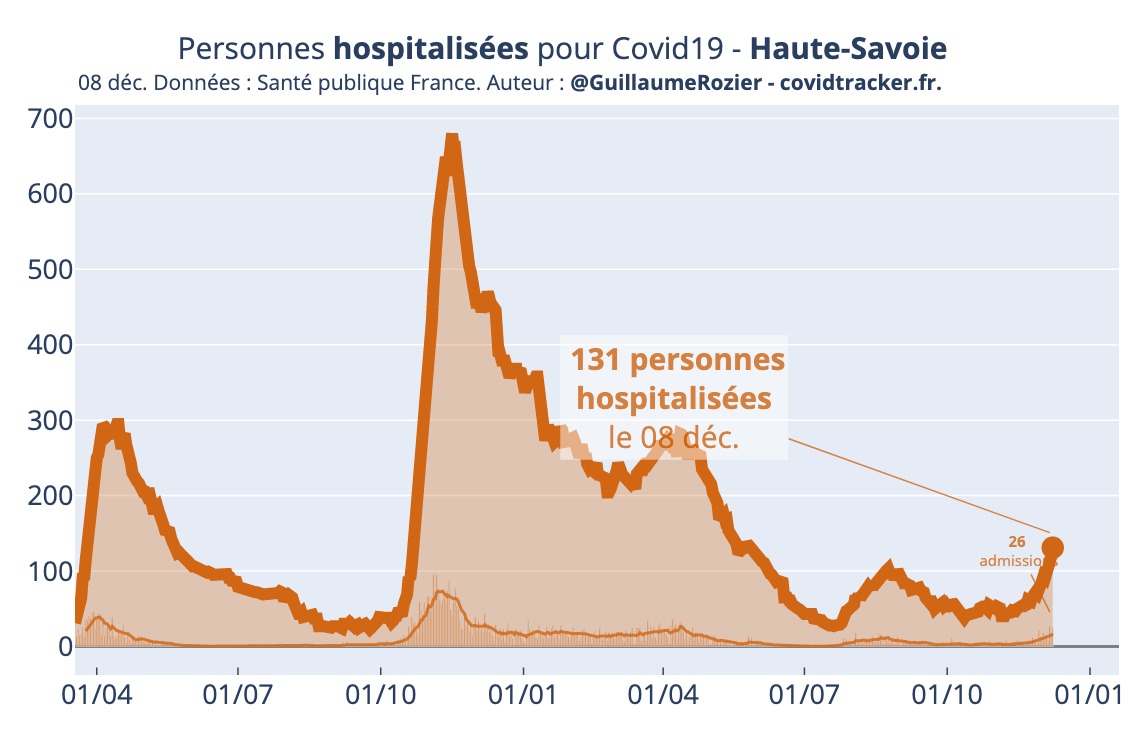 Personnes hospitalisées pour Covid19 - Haute-Savoie
08 déc. Données : Santé publique France. Auteur : @GuillaumeRozier - covidtracker.fr.
700
600
500
400
300
200
100
0
131 personnes
hospitalisées
le 08 déc.
26
admissions
01/04
01/07
01/10
01/01
01/04
01/07
01/10
01/01